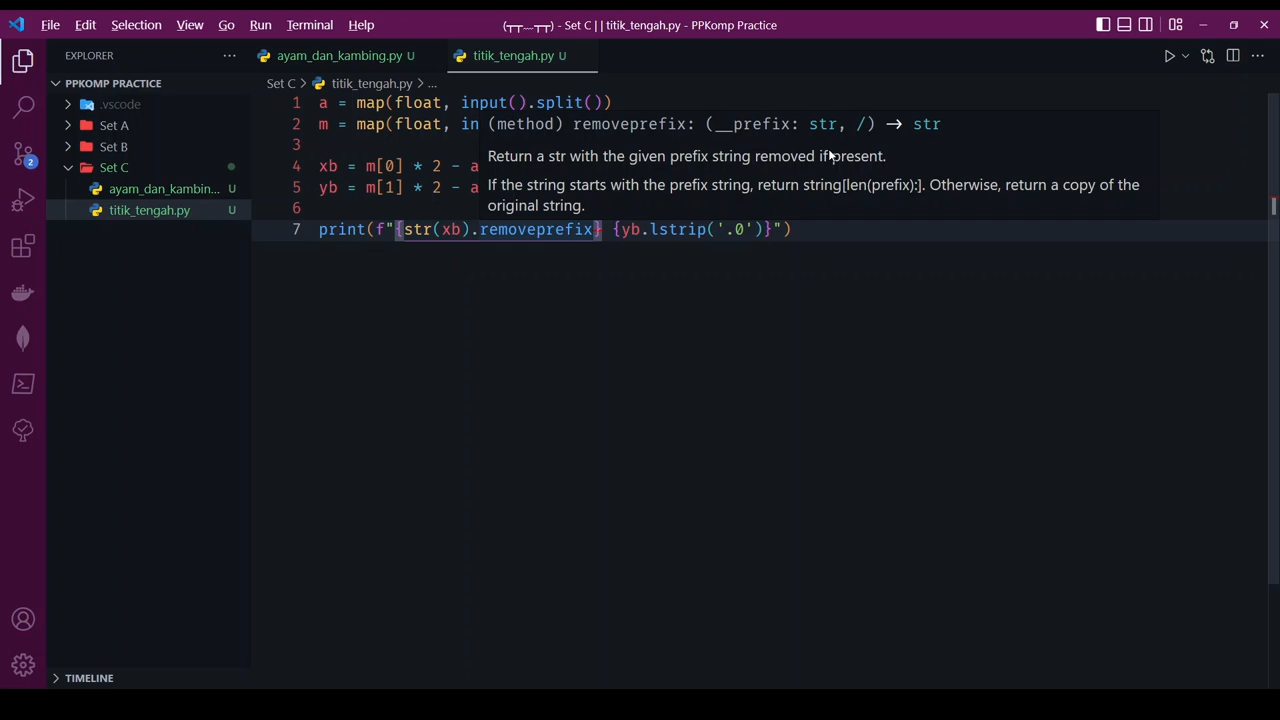 File Edit Selection View Go Run Terminal Help (┬┬﹏┬┬) - Set C | | titik_tengah.py - PPKomp Practice
EXPLORER ··· ayam_dan_kambing.py U titik_tengah.py U ···
PPKOMP PRACTICE Set C > titik_tengah.py > ...
.vscode
Set A
Set B
Set C
ayam_dan_kambin... U
titik_tengah.py U
2
1 a = map(float, input().split())
2 m = map(float, in
3
4 xb = m[0] * 2 - a
5 yb = m[1] * 2 - a
6
7 print(f"{str(xb).removeprefix} {yb.lstrip('.0')}")
(method) removeprefix: (__prefix: str, /) -> str
Return a str with the given prefix string removed if present.
If the string starts with the prefix string, return string[len(prefix):]. Otherwise, return a copy of the
original string.
TIMELINE